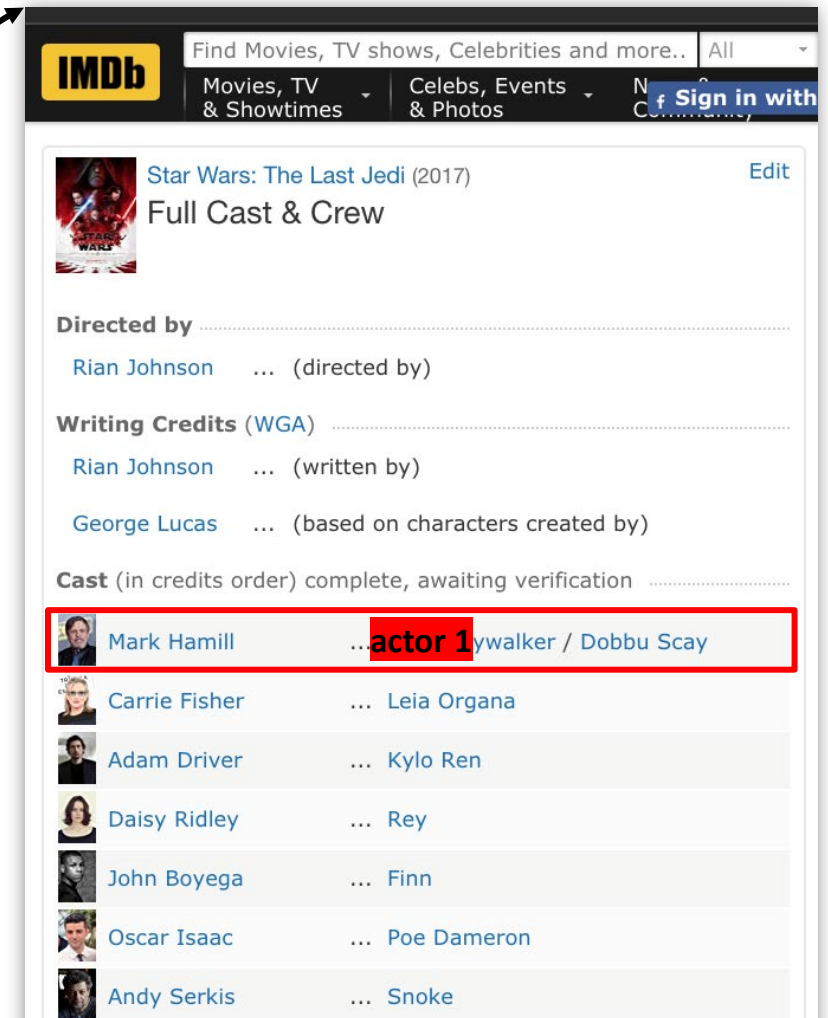 IMDb
Find Movies, TV shows, Celebrities and more..
All
Movies, TV
& Showtimes
Celebs, Events
& Photos
f Sign in with
Star Wars: The Last Jedi (2017)
Edit
Full Cast & Crew
STAR
WARS
Directed by
Rian Johnson ... (directed by)
Writing Credits (WGA)
Rian Johnson ... (written by)
George Lucas ... (based on characters created by)
Cast (in credits order) complete, awaiting verification
Mark Hamill ... actor 1 ywalker / Dobbu Scay
Carrie Fisher ... Leia Organa
Adam Driver ... Kylo Ren
Daisy Ridley ... Rey
John Boyega ... Finn
Oscar Isaac ... Poe Dameron
Andy Serkis ... Snoke